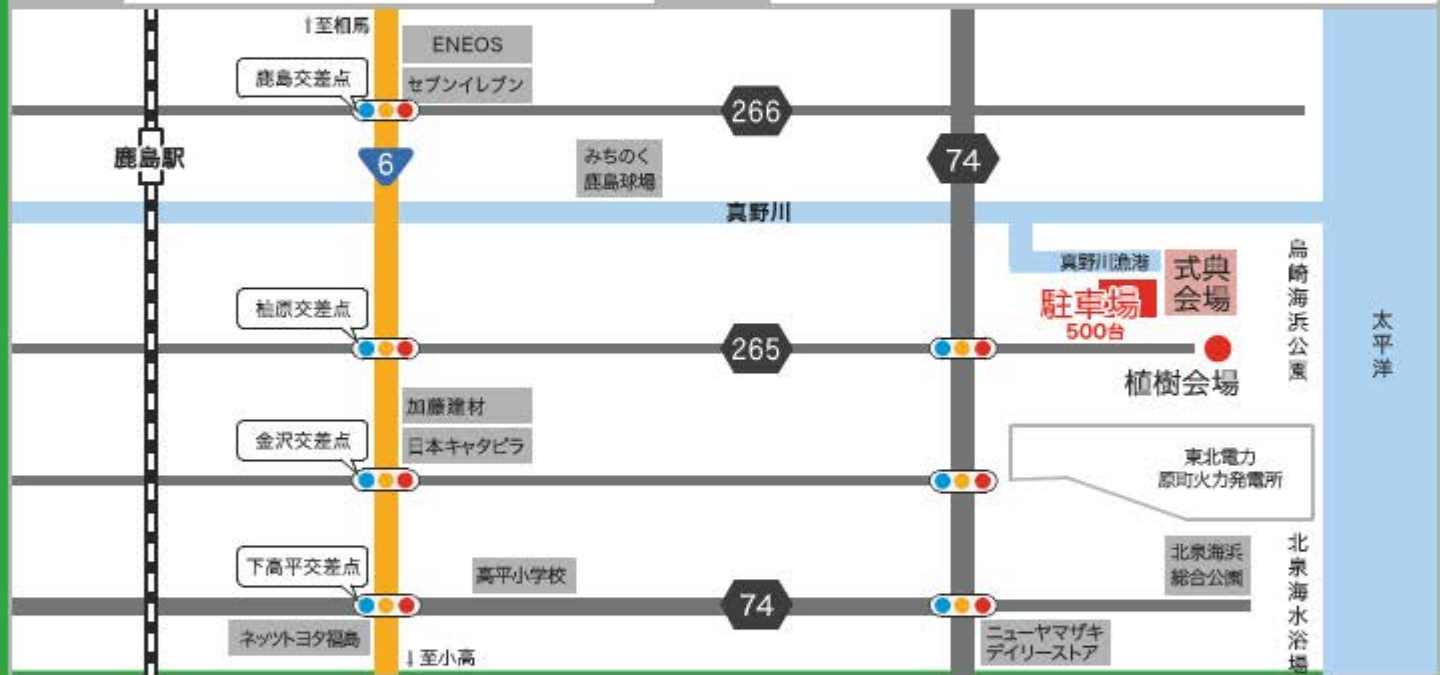 ↑至相馬
ENEOS
セブンイレブン
鹿島交差点
266
鹿島駅
6
みちのく
鹿島球場
74
真野川
真野川漁港
式典
会場
駐車場
500台
烏崎海浜公園
太平洋
柚原交差点
265
植樹会場
加藤建材
日本キャタピラ
金沢交差点
東北電力
原町火力発電所
下高平交差点
高平小学校
74
北泉海浜
総合公園
北泉海水浴場
ネッツトヨタ福島
↓至小高
ニューヤマザキ
デイリーストア